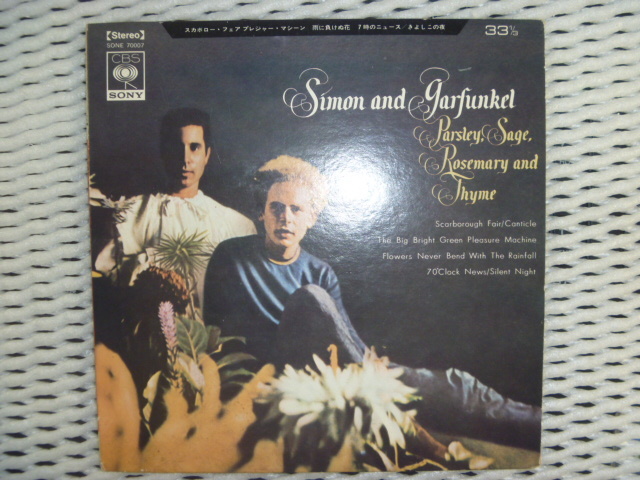 スカボロー・フェア プレジャー・マシーン 雨に負けぬ花 7時のニュース／きよしこの夜
33⅓
Stereo
SONE 70007
CBS
SONY
Simon and Garfunkel
Parsley, Sage,
Rosemary and
Thyme
Scarborough Fair/Canticle
The Big Bright Green Pleasure Machine
Flowers Never Bend With The Rainfall
7O'Clock News/Silent Night